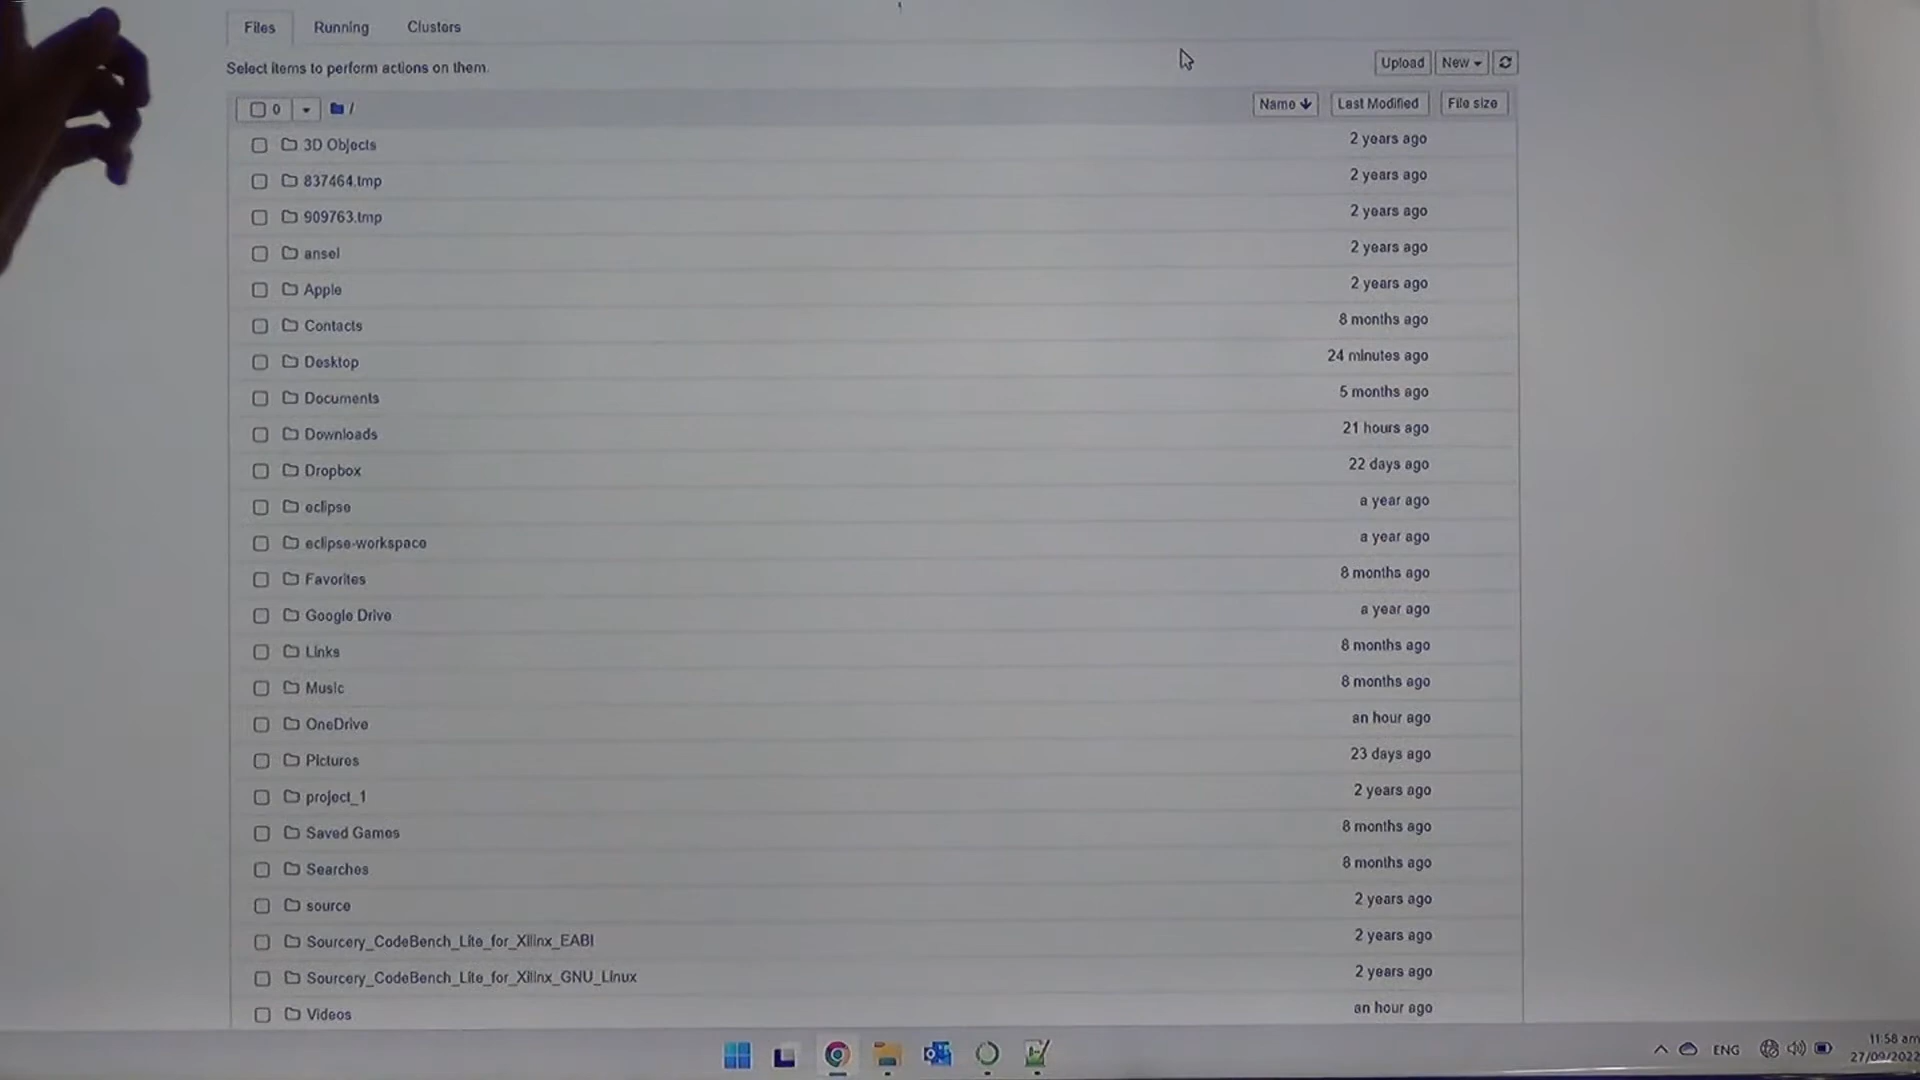 Files Running Clusters
Select items to perform actions on them.
Upload New
0 / Name Last Modified File size
3D Objects 2 years ago
837464.tmp 2 years ago
909763.tmp 2 years ago
ansel 2 years ago
Apple 2 years ago
Contacts 8 months ago
Desktop 24 minutes ago
Documents 5 months ago
Downloads 21 hours ago
Dropbox 22 days ago
eclipse a year ago
eclipse-workspace a year ago
Favorites 8 months ago
Google Drive a year ago
Links 8 months ago
Music 8 months ago
OneDrive an hour ago
Pictures 23 days ago
project_1 2 years ago
Saved Games 8 months ago
Searches 8 months ago
source 2 years ago
Sourcery_CodeBench_Lite_for_Xilinx_EABI 2 years ago
Sourcery_CodeBench_Lite_for_Xilinx_GNU_Linux 2 years ago
Videos an hour ago
ENG
11:58 am
27/09/2022